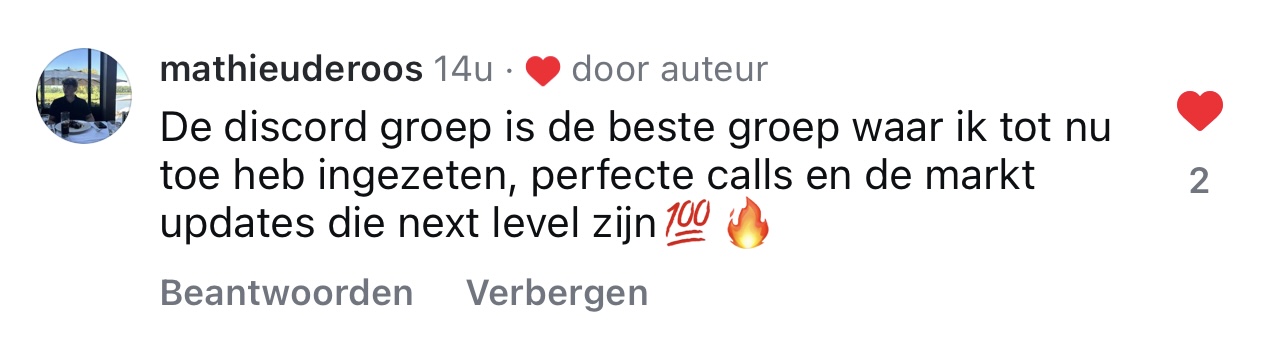 mathieuderoos 14u · ❤️ door auteur
De discord groep is de beste groep waar ik tot nu
toe heb ingezeten, perfecte calls en de markt
updates die next level zijn💯🔥
2
Beantwoorden Verbergen